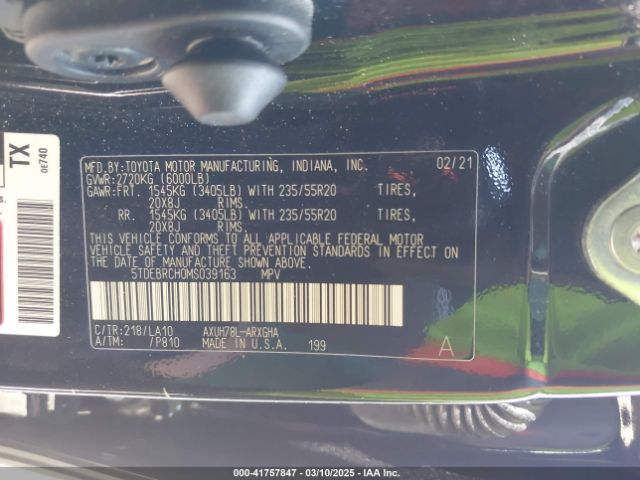 TX
0E740
MFD.BY:TOYOTA MOTOR MANUFACTURING, INDIANA, INC. 02/21
GVWR:2720KG (6000LB)
GAWR:FRT. 1545KG (3405LB) WITH 235/55R20 TIRES,
20X8J RIMS.
RR. 1545KG (3405LB) WITH 235/55R20 TIRES,
20X8J RIMS.
THIS VEHICLE CONFORMS TO ALL APPLICABLE FEDERAL MOTOR
VEHICLE SAFETY AND THEFT PREVENTION STANDARDS IN EFFECT ON
THE DATE OF MANUFACTURE SHOWN ABOVE.
5TDEBRCH0MS039163 MPV
C/TR:218/LA10 AXUH78L-ARXGHA
A/TM: /P810 MADE IN U.S.A. 199 A
000-41757847 — 03/10/2025 — IAA Inc.